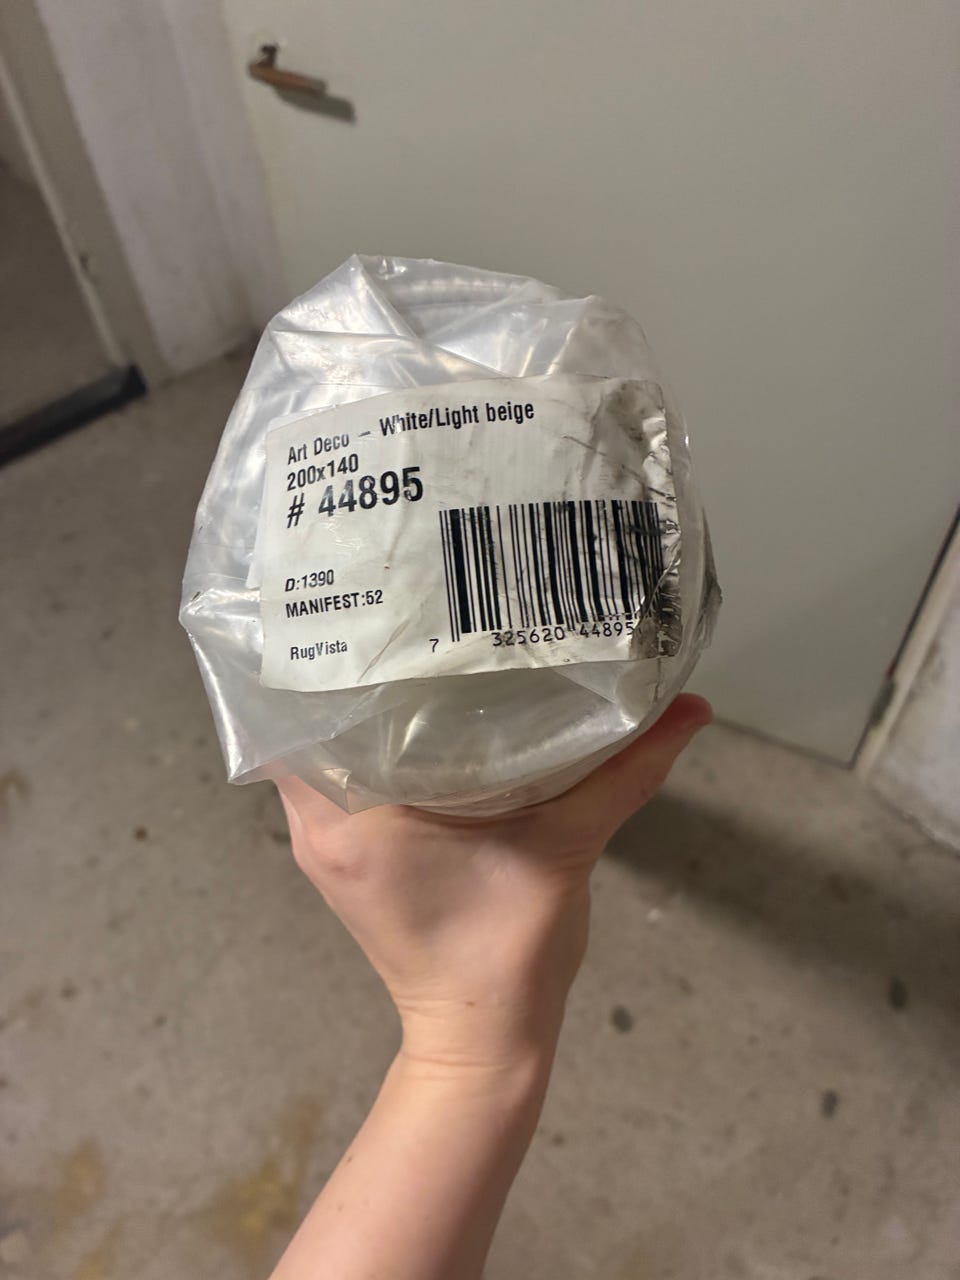 Art Deco – White/Light beige
200x140
# 44895
D:1390
MANIFEST:52
RugVista
7 325620 44895